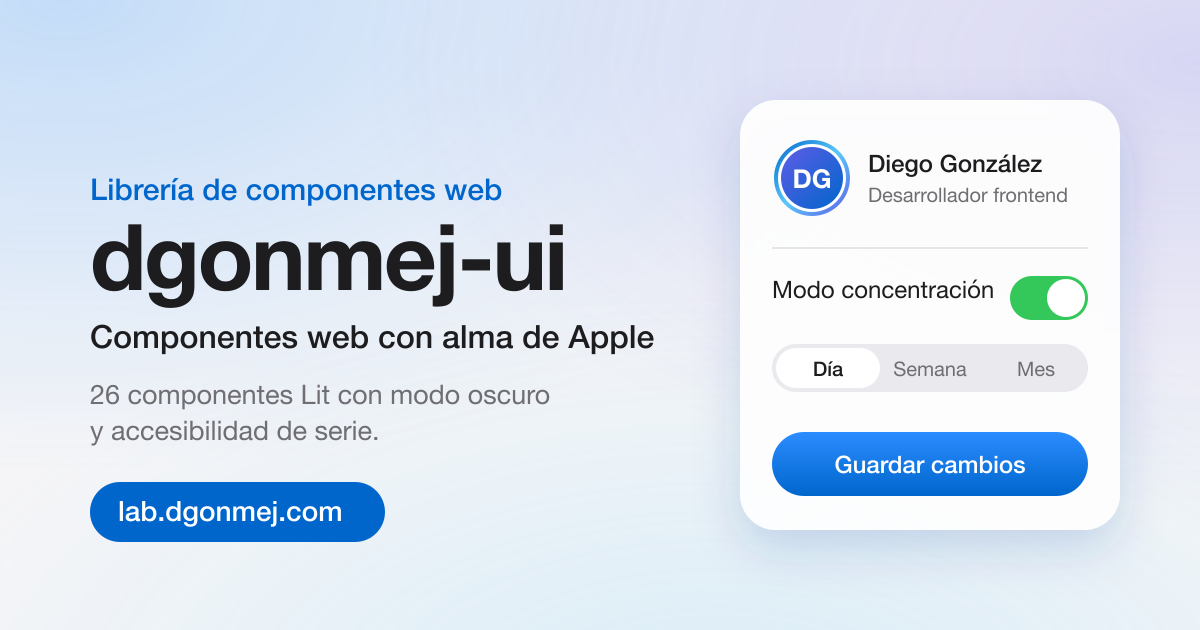 Librería de componentes web
dgonmej-ui
Componentes web con alma de Apple
26 componentes Lit con modo oscuro
y accesibilidad de serie.
lab.dgonmej.com
DG
Diego González
Desarrollador frontend
Modo concentración
Día Semana Mes
Guardar cambios